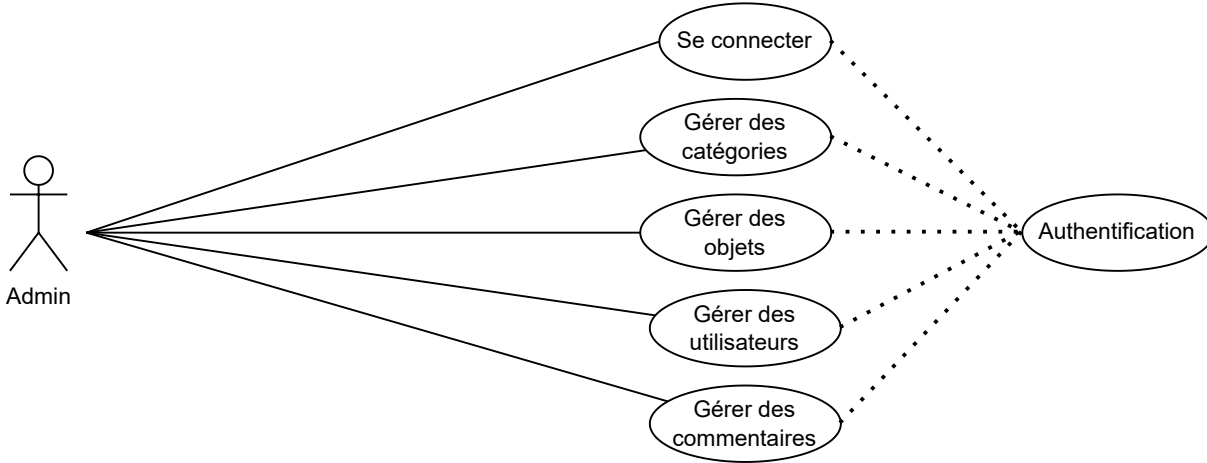 Se connecter
Gérer des
catégories
Gérer des
objets
Authentification
Admin
Gérer des
utilisateurs
Gérer des
commentaires